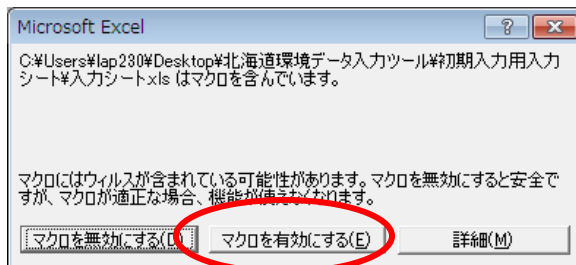 Microsoft Excel
C:¥Users¥lap230¥Desktop¥北海道環境データ入力ツール¥初期入力用入力
シート¥入力シート.xls はマクロを含んでいます。
マクロにはウィルスが含まれている可能性があります。マクロを無効にすると安全で
すが、マクロが適正な場合、機能が使えなくなります。
マクロを無効にする(D) マクロを有効にする(E) 詳細(M)